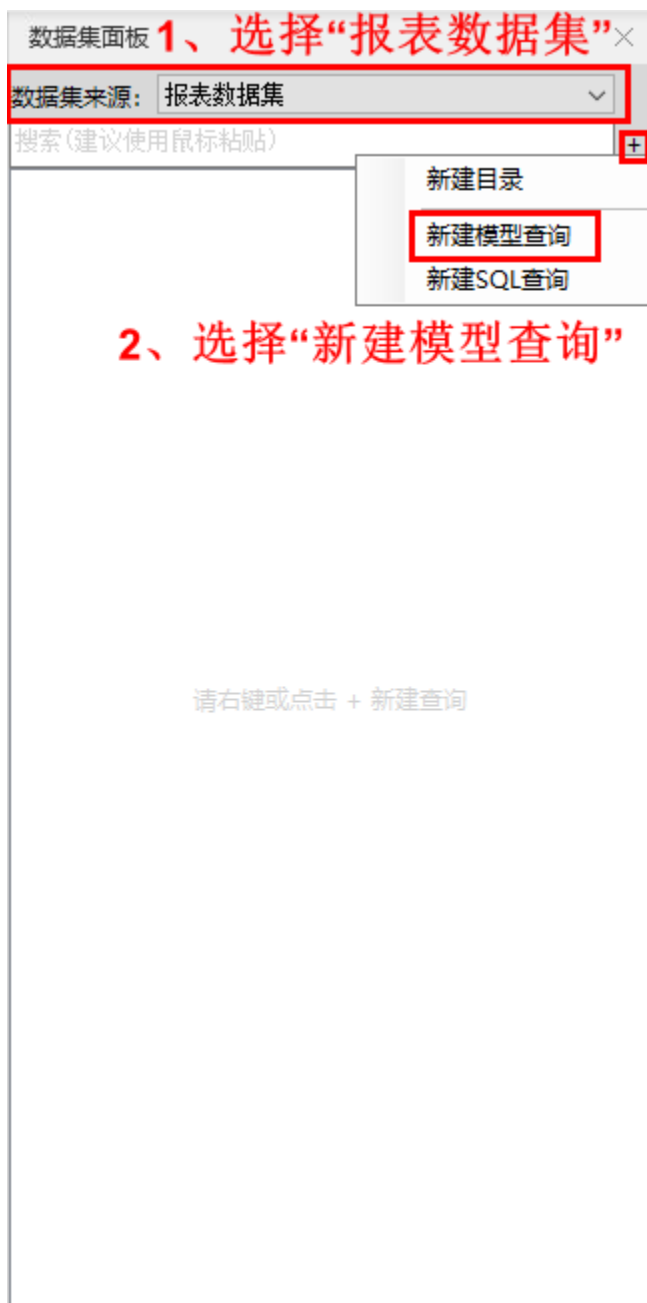 数据集面板 1、选择“报表数据集”
数据集来源： 报表数据集
搜索(建议使用鼠标粘贴)
+
新建目录
新建模型查询
新建SQL查询
2、选择“新建模型查询”
请右键或点击 + 新建查询